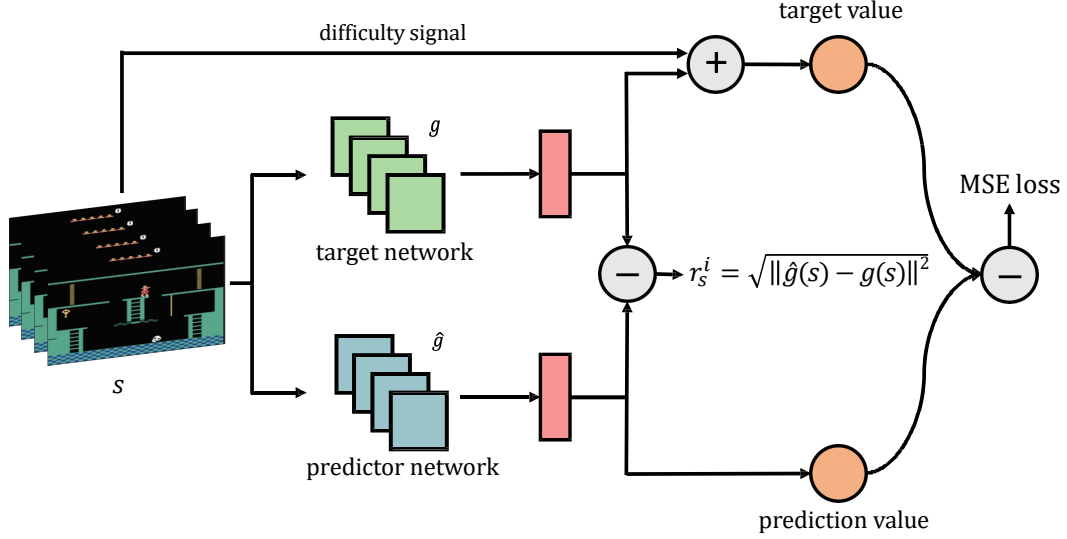 target value
difficulty signal
+
g
target network
MSE loss
− r_s^i = √‖ĝ(s) − g(s)‖² −
s
ĝ
predictor network
prediction value